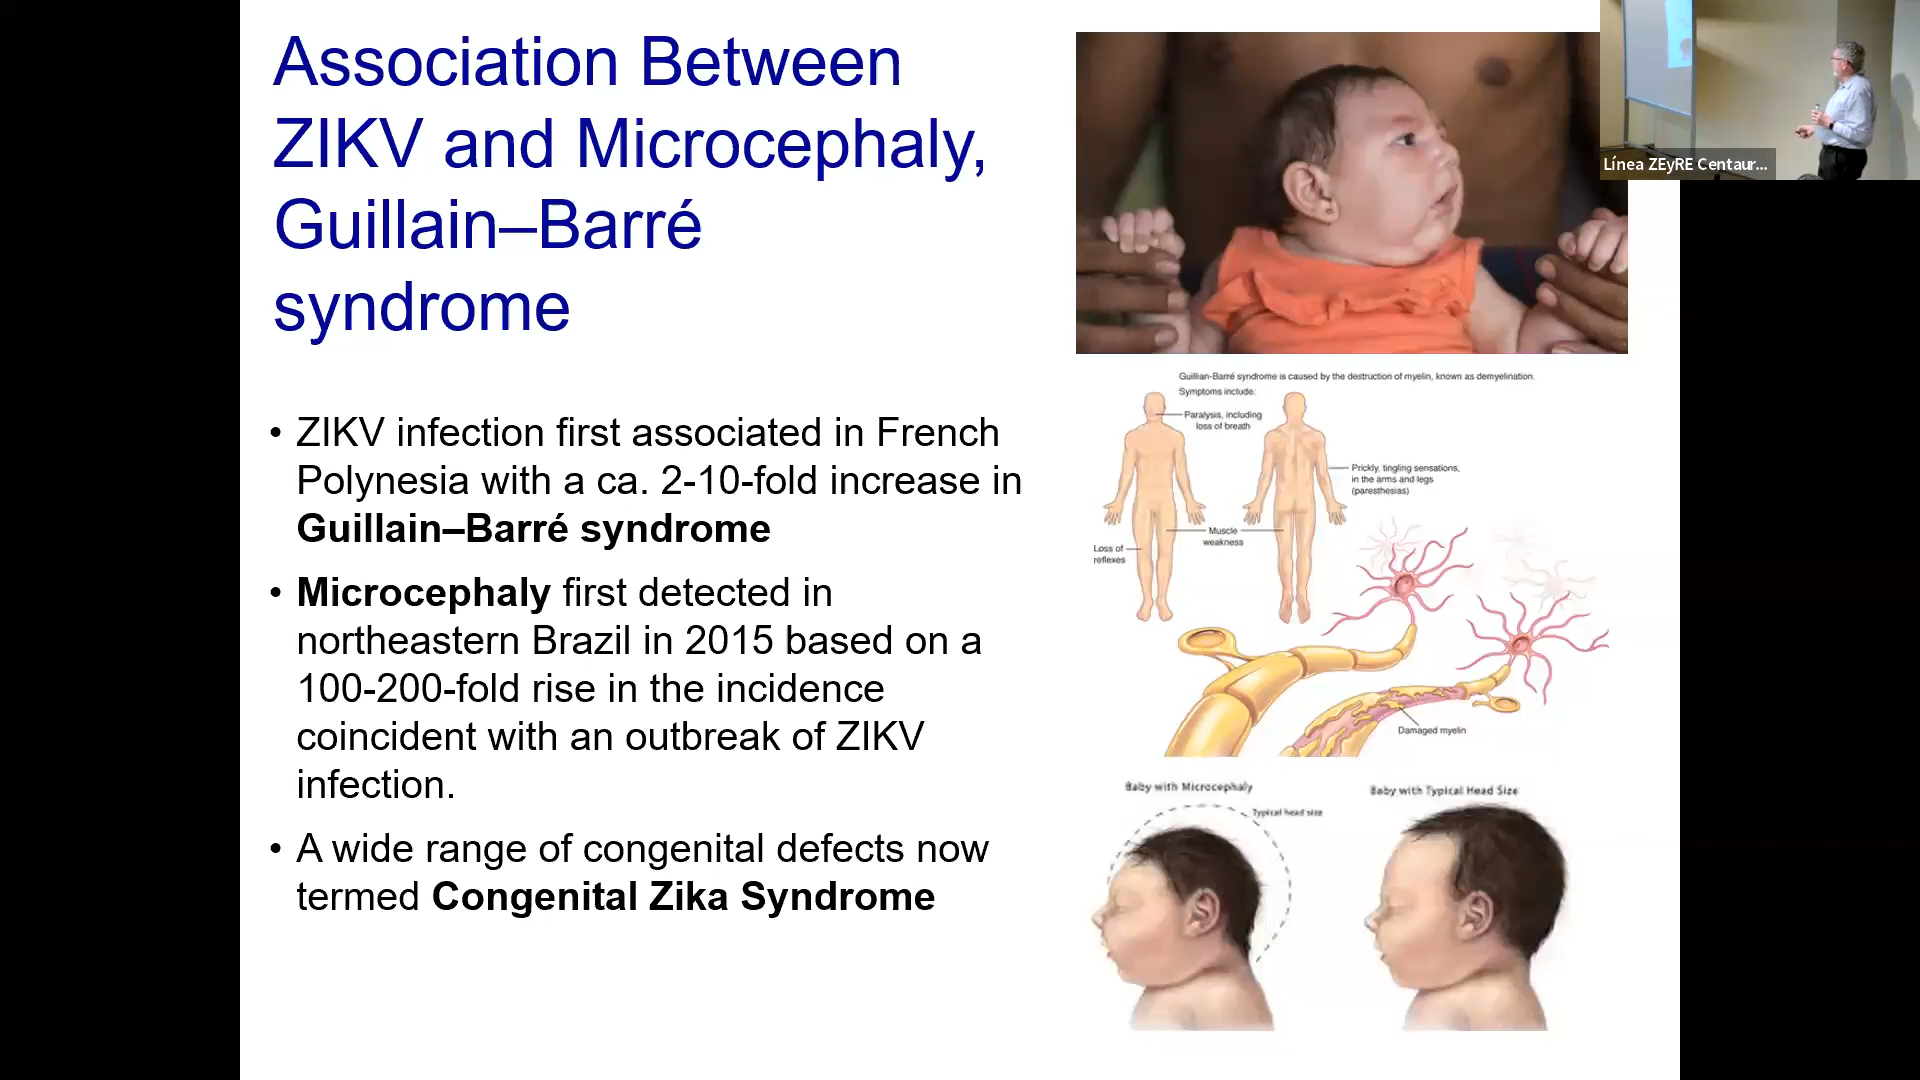 Association Between
ZIKV and Microcephaly,
Guillain–Barré
syndrome
• ZIKV infection first associated in French
Polynesia with a ca. 2-10-fold increase in
Guillain–Barré syndrome
• Microcephaly first detected in
northeastern Brazil in 2015 based on a
100-200-fold rise in the incidence
coincident with an outbreak of ZIKV
infection.
• A wide range of congenital defects now
termed Congenital Zika Syndrome
Línea ZEyRE Centaur...
Guillian-Barré syndrome is caused by the destruction of myelin, known as demyelination.
Symptoms include:
Paralysis, including
loss of breath
Prickly, tingling sensations,
in the arms and legs
(paresthesias)
Muscle
weakness
Loss of
reflexes
Damaged myelin
Baby with Microcephaly
Typical head size
Baby with Typical Head Size